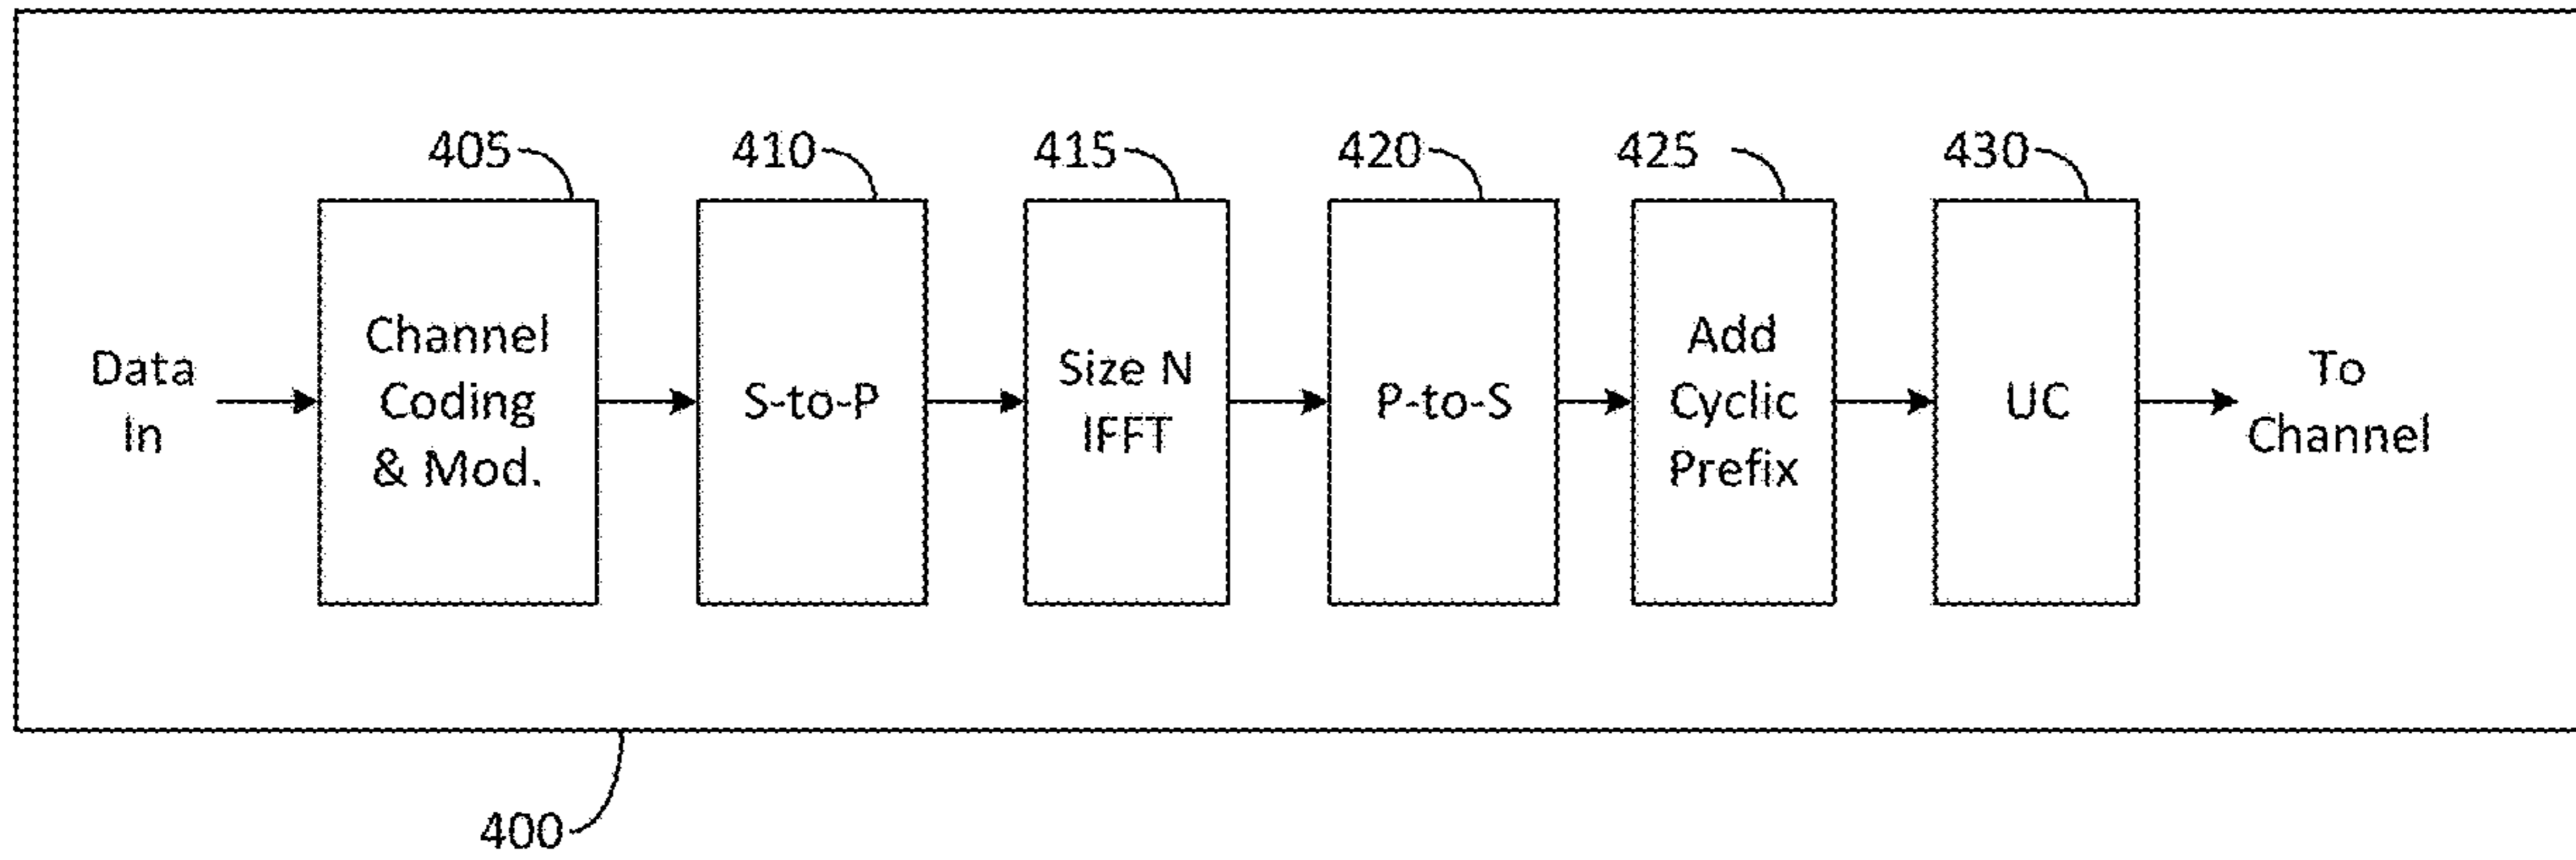 405
410
415
420
425
430
Data
In
Channel
Coding
& Mod.
S-to-P
Size N
IFFT
P-to-S
Add
Cyclic
Prefix
UC
To
Channel
400